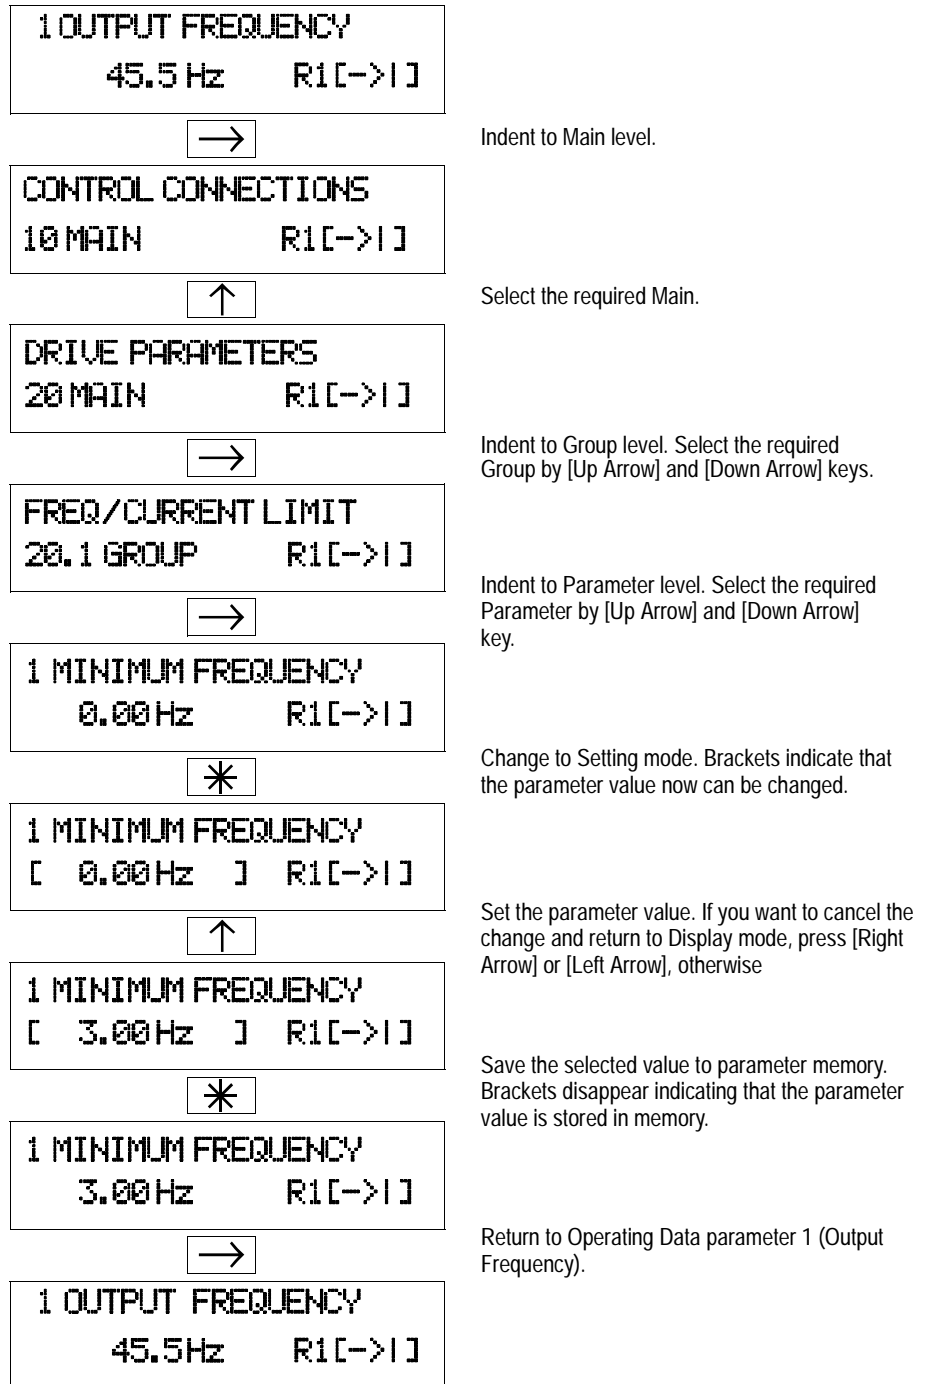 1 OUTPUT FREQUENCY
45.5 Hz R1[->|]
→
Indent to Main level.
CONTROL CONNECTIONS
10 MAIN R1[->|]
↑
Select the required Main.
DRIVE PARAMETERS
20 MAIN R1[->|]
→
Indent to Group level. Select the required
Group by [Up Arrow] and [Down Arrow] keys.
FREQ/CURRENT LIMIT
20.1 GROUP R1[->|]
→
Indent to Parameter level. Select the required
Parameter by [Up Arrow] and [Down Arrow]
key.
1 MINIMUM FREQUENCY
0.00 Hz R1[->|]
*
Change to Setting mode. Brackets indicate that
the parameter value now can be changed.
1 MINIMUM FREQUENCY
[ 0.00 Hz ] R1[->|]
↑
Set the parameter value. If you want to cancel the
change and return to Display mode, press [Right
Arrow] or [Left Arrow], otherwise
1 MINIMUM FREQUENCY
[ 3.00 Hz ] R1[->|]
*
Save the selected value to parameter memory.
Brackets disappear indicating that the parameter
value is stored in memory.
1 MINIMUM FREQUENCY
3.00 Hz R1[->|]
→
Return to Operating Data parameter 1 (Output
Frequency).
1 OUTPUT FREQUENCY
45.5Hz R1[->|]